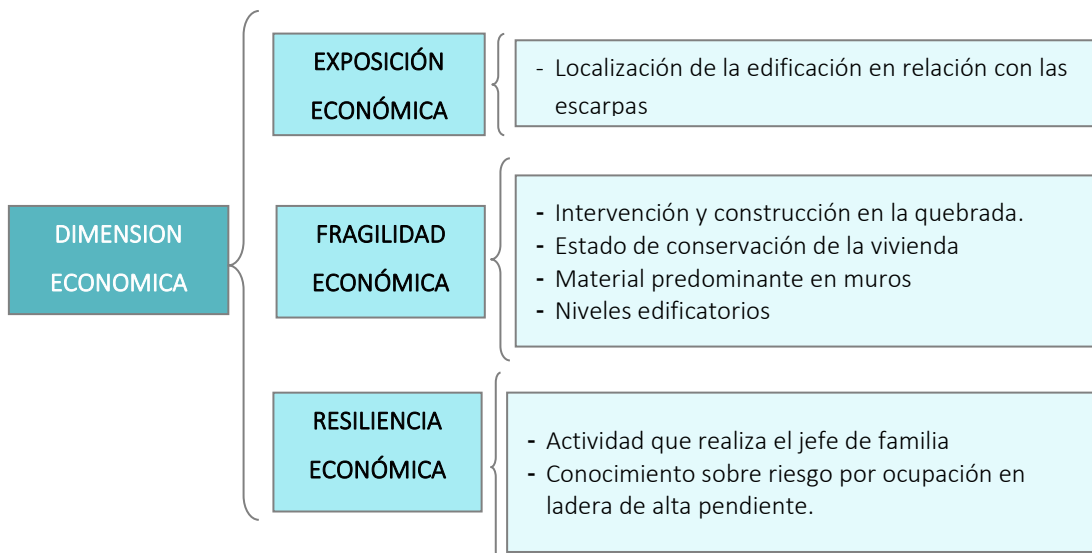 DIMENSION
ECONOMICA
EXPOSICIÓN
ECONÓMICA
- Localización de la edificación en relación con las
escarpas
FRAGILIDAD
ECONÓMICA
- Intervención y construcción en la quebrada.
- Estado de conservación de la vivienda
- Material predominante en muros
- Niveles edificatorios
RESILIENCIA
ECONÓMICA
- Actividad que realiza el jefe de familia
- Conocimiento sobre riesgo por ocupación en
ladera de alta pendiente.